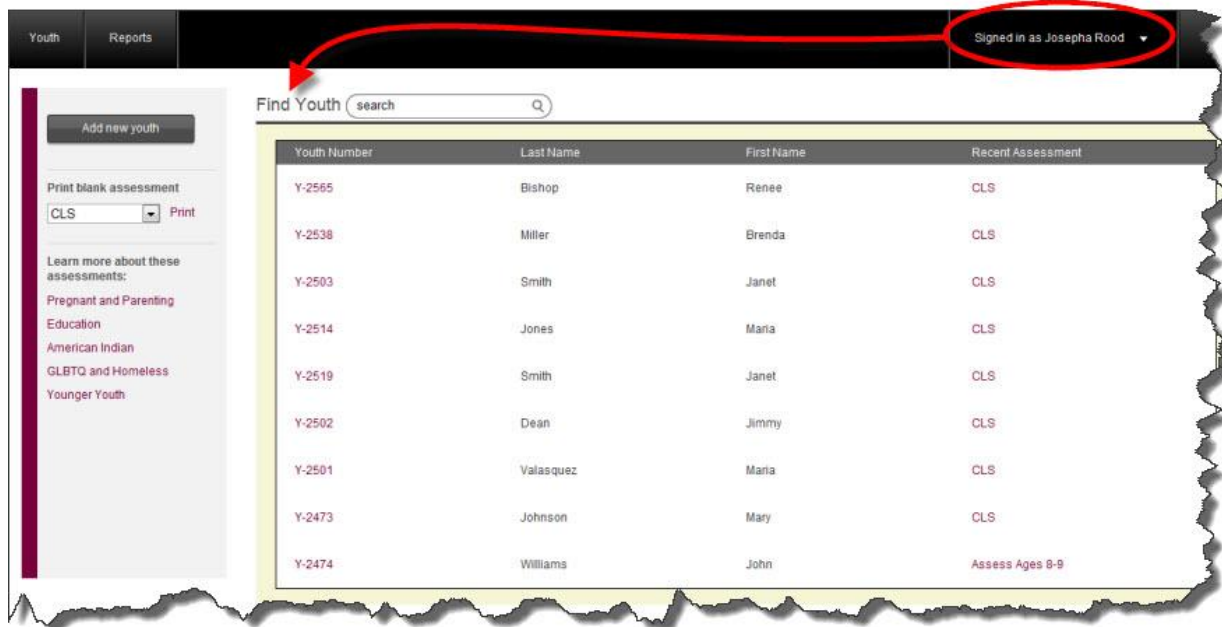 Youth Reports Signed in as Josepha Rood
Add new youth
Print blank assessment
CLS Print
Learn more about these
assessments:
Pregnant and Parenting
Education
American Indian
GLBTQ and Homeless
Younger Youth
Find Youth search
Youth Number Last Name First Name Recent Assessment
Y-2565 Bishop Renee CLS
Y-2538 Miller Brenda CLS
Y-2503 Smith Janet CLS
Y-2514 Jones Maria CLS
Y-2519 Smith Janet CLS
Y-2502 Dean Jimmy CLS
Y-2501 Valasquez Maria CLS
Y-2473 Johnson Mary CLS
Y-2474 Williams John Assess Ages 8-9